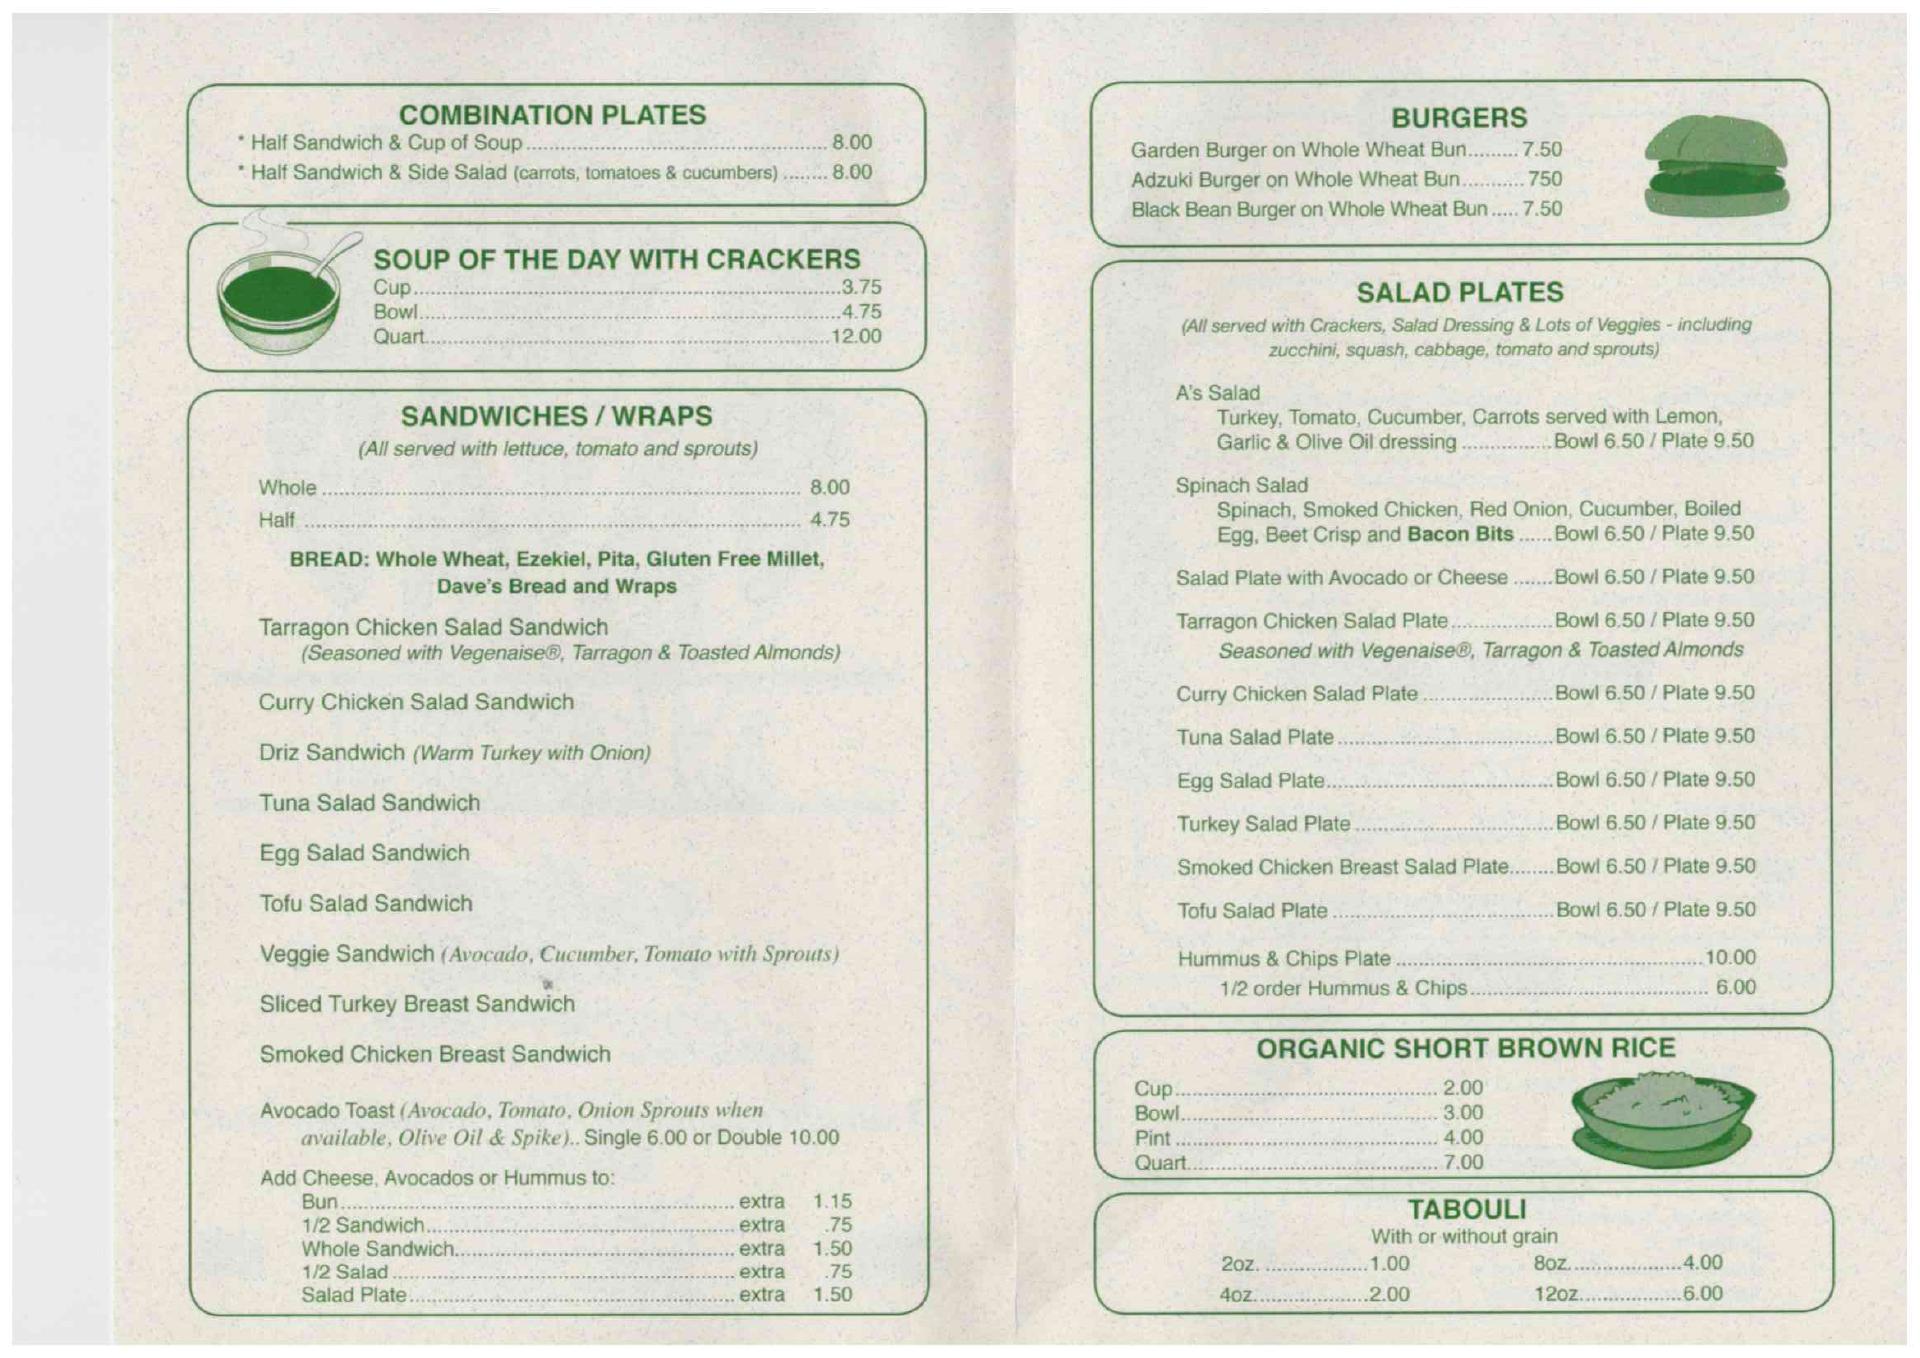 COMBINATION PLATES
* Half Sandwich & Cup of Soup ............ 8.00
* Half Sandwich & Side Salad (carrots, tomatoes & cucumbers) ........ 8.00
SOUP OF THE DAY WITH CRACKERS
Cup............3.75
Bowl............4.75
Quart............12.00
SANDWICHES / WRAPS
(All served with lettuce, tomato and sprouts)
Whole ............ 8.00
Half ............ 4.75
BREAD: Whole Wheat, Ezekiel, Pita, Gluten Free Millet,
Dave's Bread and Wraps
Tarragon Chicken Salad Sandwich
(Seasoned with Vegenaise®, Tarragon & Toasted Almonds)
Curry Chicken Salad Sandwich
Driz Sandwich (Warm Turkey with Onion)
Tuna Salad Sandwich
Egg Salad Sandwich
Tofu Salad Sandwich
Veggie Sandwich (Avocado, Cucumber, Tomato with Sprouts)
Sliced Turkey Breast Sandwich
Smoked Chicken Breast Sandwich
Avocado Toast (Avocado, Tomato, Onion Sprouts when
available, Olive Oil & Spike).. Single 6.00 or Double 10.00
Add Cheese, Avocados or Hummus to:
Bun............ extra 1.15
1/2 Sandwich............ extra .75
Whole Sandwich............ extra 1.50
1/2 Salad ............ extra .75
Salad Plate............ extra 1.50
BURGERS
Garden Burger on Whole Wheat Bun......... 7.50
Adzuki Burger on Whole Wheat Bun........... 750
Black Bean Burger on Whole Wheat Bun ..... 7.50
SALAD PLATES
(All served with Crackers, Salad Dressing & Lots of Veggies - including
zucchini, squash, cabbage, tomato and sprouts)
A's Salad
Turkey, Tomato, Cucumber, Carrots served with Lemon,
Garlic & Olive Oil dressing ............Bowl 6.50 / Plate 9.50
Spinach Salad
Spinach, Smoked Chicken, Red Onion, Cucumber, Boiled
Egg, Beet Crisp and Bacon Bits ......Bowl 6.50 / Plate 9.50
Salad Plate with Avocado or Cheese .......Bowl 6.50 / Plate 9.50
Tarragon Chicken Salad Plate............Bowl 6.50 / Plate 9.50
Seasoned with Vegenaise®, Tarragon & Toasted Almonds
Curry Chicken Salad Plate ............Bowl 6.50 / Plate 9.50
Tuna Salad Plate ............Bowl 6.50 / Plate 9.50
Egg Salad Plate............Bowl 6.50 / Plate 9.50
Turkey Salad Plate ............Bowl 6.50 / Plate 9.50
Smoked Chicken Breast Salad Plate........Bowl 6.50 / Plate 9.50
Tofu Salad Plate ............Bowl 6.50 / Plate 9.50
Hummus & Chips Plate ............10.00
1/2 order Hummus & Chips............ 6.00
ORGANIC SHORT BROWN RICE
Cup............ 2.00
Bowl............ 3.00
Pint ............ 4.00
Quart............ 7.00
TABOULI
With or without grain
2oz. ............1.00 8oz.............4.00
4oz............2.00 12oz............6.00